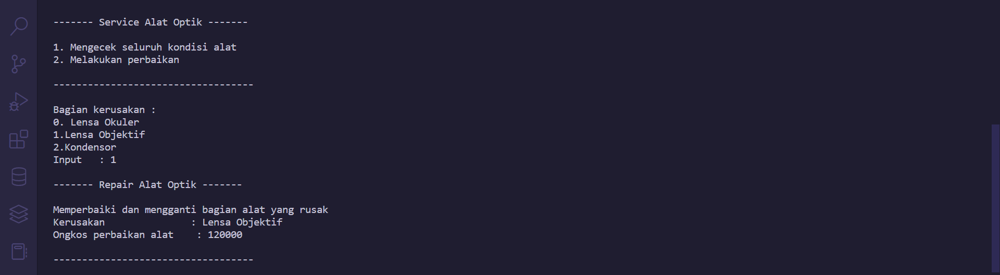 ------- Service Alat Optik -------
1. Mengecek seluruh kondisi alat
2. Melakukan perbaikan
-----------------------------------
Bagian kerusakan :
0. Lensa Okuler
1.Lensa Objektif
2.Kondensor
Input   : 1
------- Repair Alat Optik -------
Memperbaiki dan mengganti bagian alat yang rusak
Kerusakan               : Lensa Objektif
Ongkos perbaikan alat    : 120000
-----------------------------------